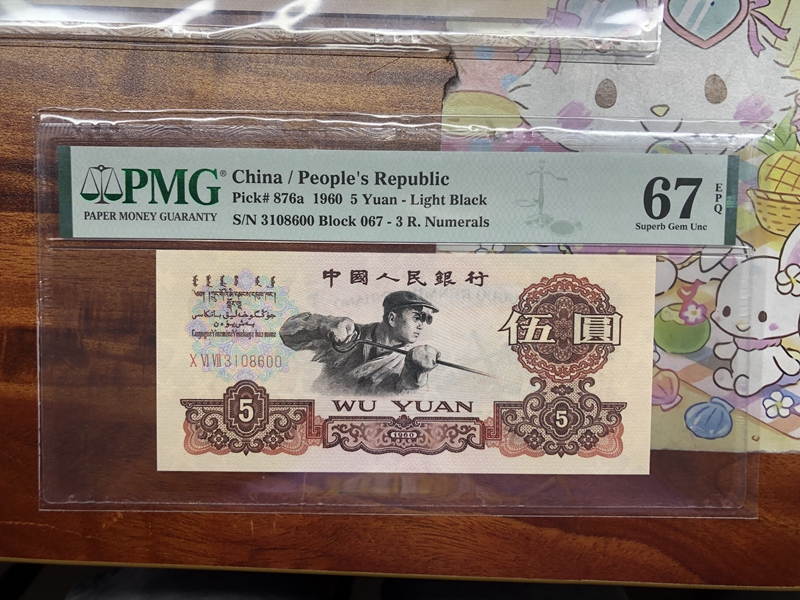 PMG®
PAPER MONEY GUARANTY
China / People's Republic
Pick# 876a 1960 5 Yuan - Light Black
S/N 3108600 Block 067 - 3 R. Numerals
67
EPQ
Superb Gem Unc
中國人民銀行
X VI VII 3108600
伍圓
WU YUAN
5
1960
5